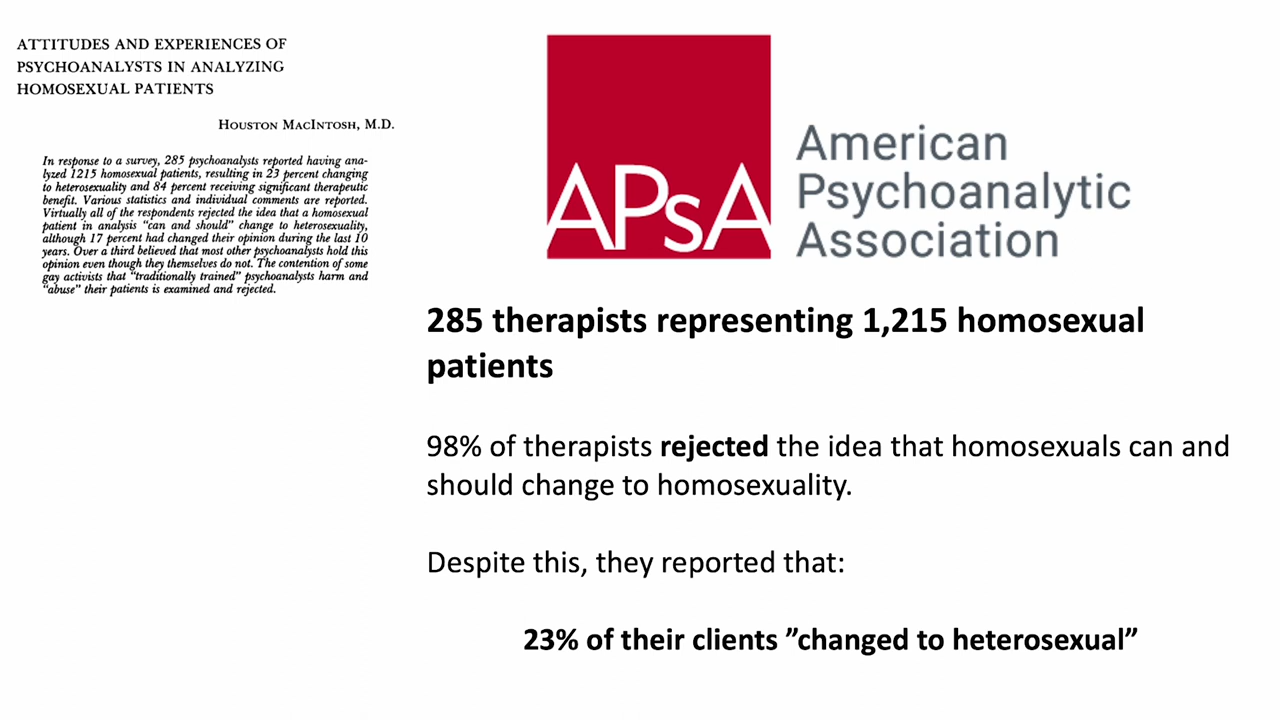 ATTITUDES AND EXPERIENCES OF
PSYCHOANALYSTS IN ANALYZING
HOMOSEXUAL PATIENTS
HOUSTON MACINTOSH, M.D.
In response to a survey, 285 psychoanalysts reported having ana-
lyzed 1215 homosexual patients, resulting in 23 percent changing
to heterosexuality and 84 percent receiving significant therapeutic
benefit. Various statistics and individual comments are reported.
Virtually all of the respondents rejected the idea that a homosexual
patient in analysis "can and should" change to heterosexuality,
although 17 percent had changed their opinion during the last 10
years. Over a third believed that most other psychoanalysts hold this
opinion even though they themselves do not. The contention of some
gay activists that "traditionally trained" psychoanalysts harm and
"abuse" their patients is examined and rejected.
APsaA
American
Psychoanalytic
Association
285 therapists representing 1,215 homosexual
patients
98% of therapists rejected the idea that homosexuals can and
should change to homosexuality.
Despite this, they reported that:
23% of their clients ”changed to heterosexual”